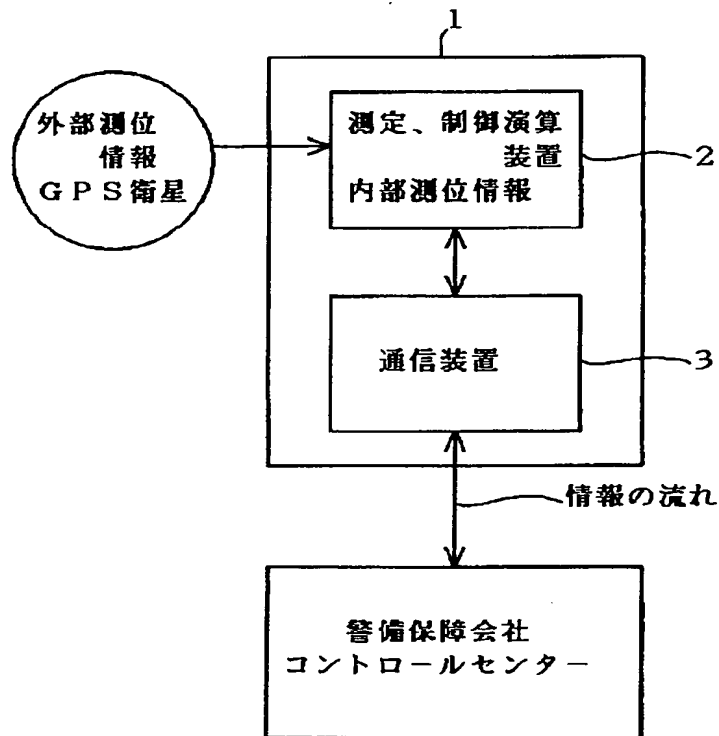 1
外部測位
情報
GPS衛星
測定、制御演算
装置
内部測位情報
2
通信装置
3
情報の流れ
警備保障会社
コントロールセンター